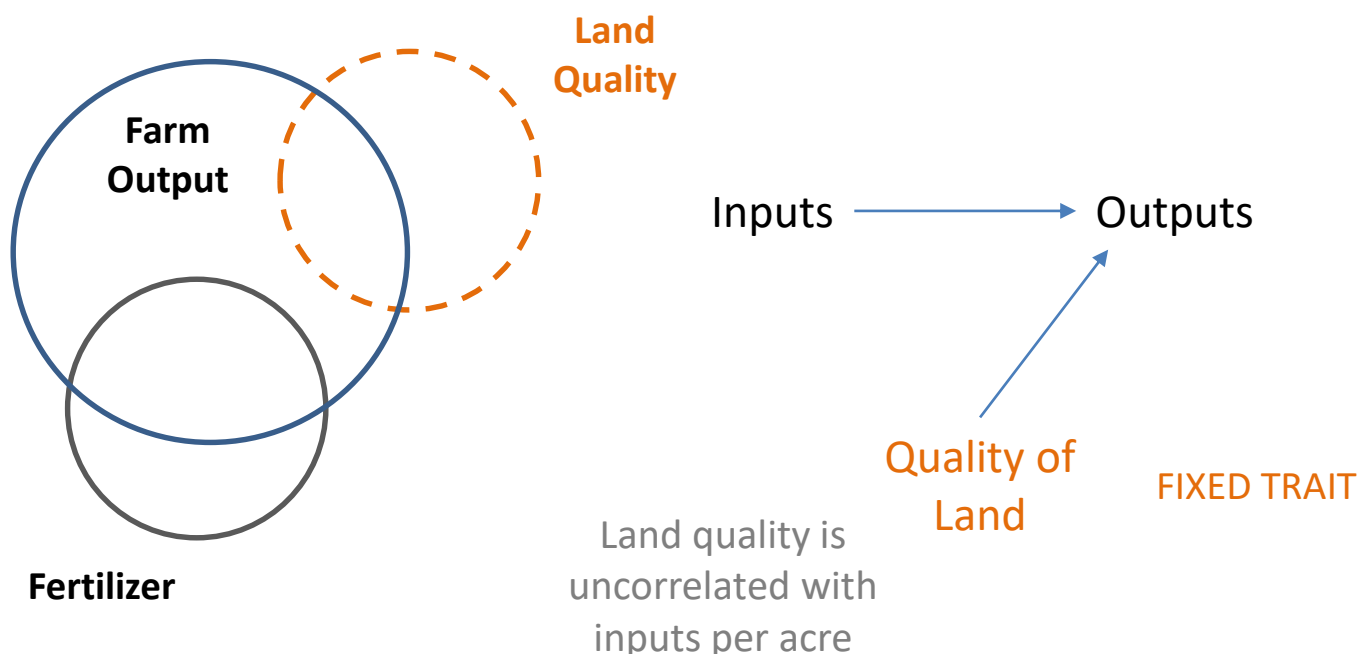 Land
Quality
Farm
Output
Fertilizer
Inputs
Outputs
Quality of
Land
FIXED TRAIT
Land quality is
uncorrelated with
inputs per acre